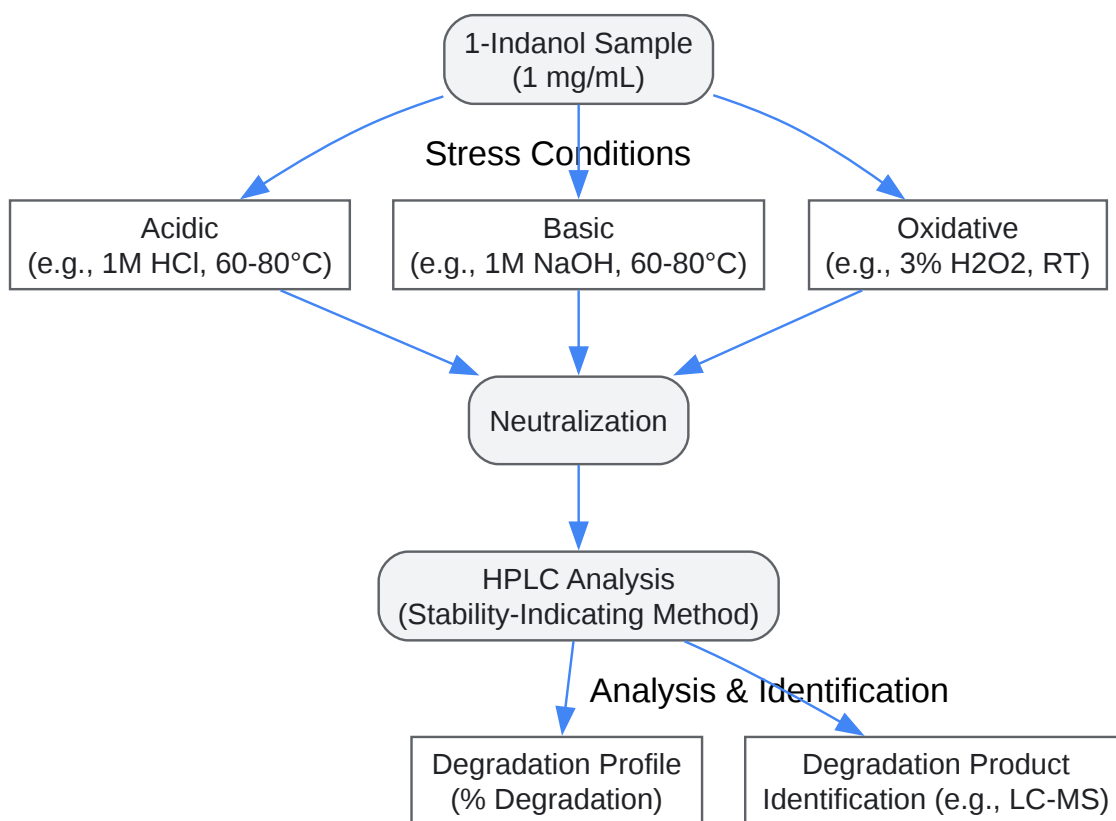 1-Indanol Sample
(1 mg/mL)
Stress Conditions
Acidic
(e.g., 1M HCl, 60-80°C)
Basic
(e.g., 1M NaOH, 60-80°C)
Oxidative
(e.g., 3% H2O2, RT)
Neutralization
HPLC Analysis
(Stability-Indicating Method)
Analysis & Identification
Degradation Profile
(% Degradation)
Degradation Product
Identification (e.g., LC-MS)